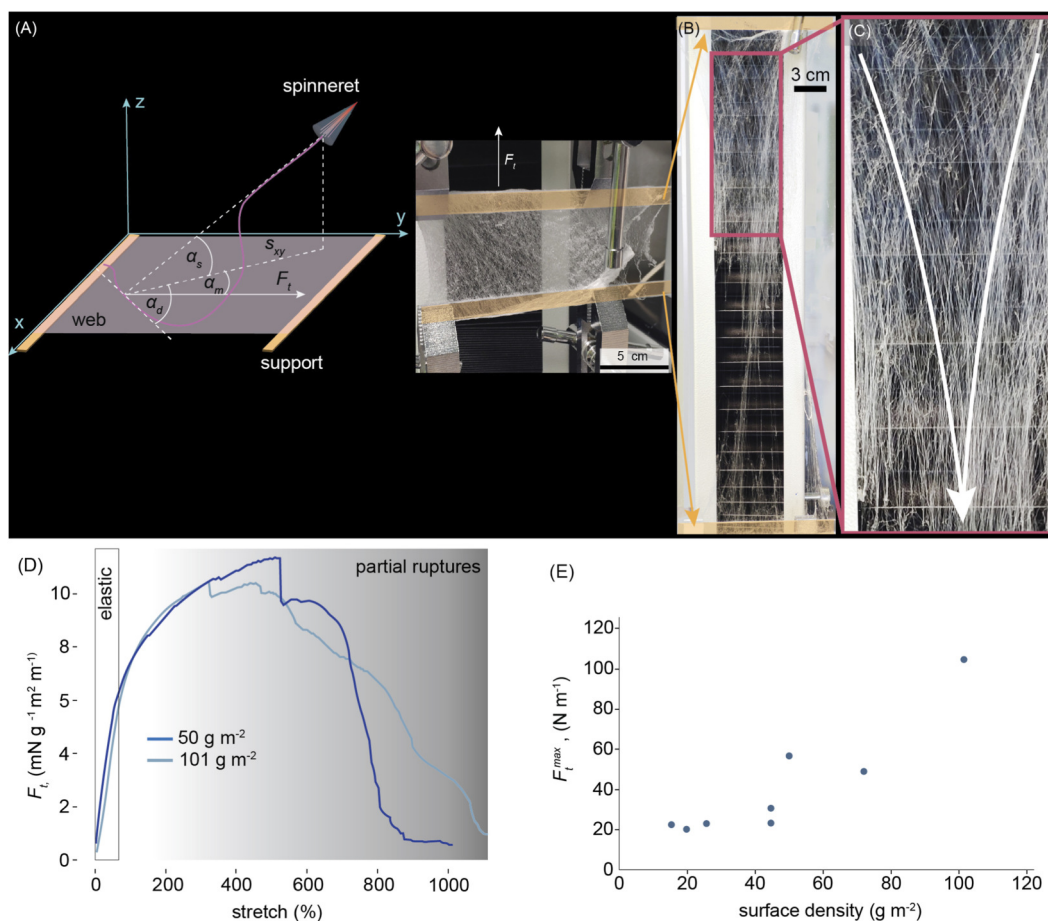 (A)
z
spinneret
y
s_xy
α_s
α_m
F_t
α_d
x
web
support
F_t
5 cm
(B)
3 cm
(C)
(D)
elastic
partial ruptures
10
8
5
4
2
0
F_t, (mN g⁻¹ m² m⁻¹)
50 g m⁻²
101 g m⁻²
0 200 400 600 800 1000
stretch (%)
(E)
120
100
80
60
40
20
0
F_t^max , (N m⁻¹)
0 20 40 60 80 100 120
surface density (g m⁻²)